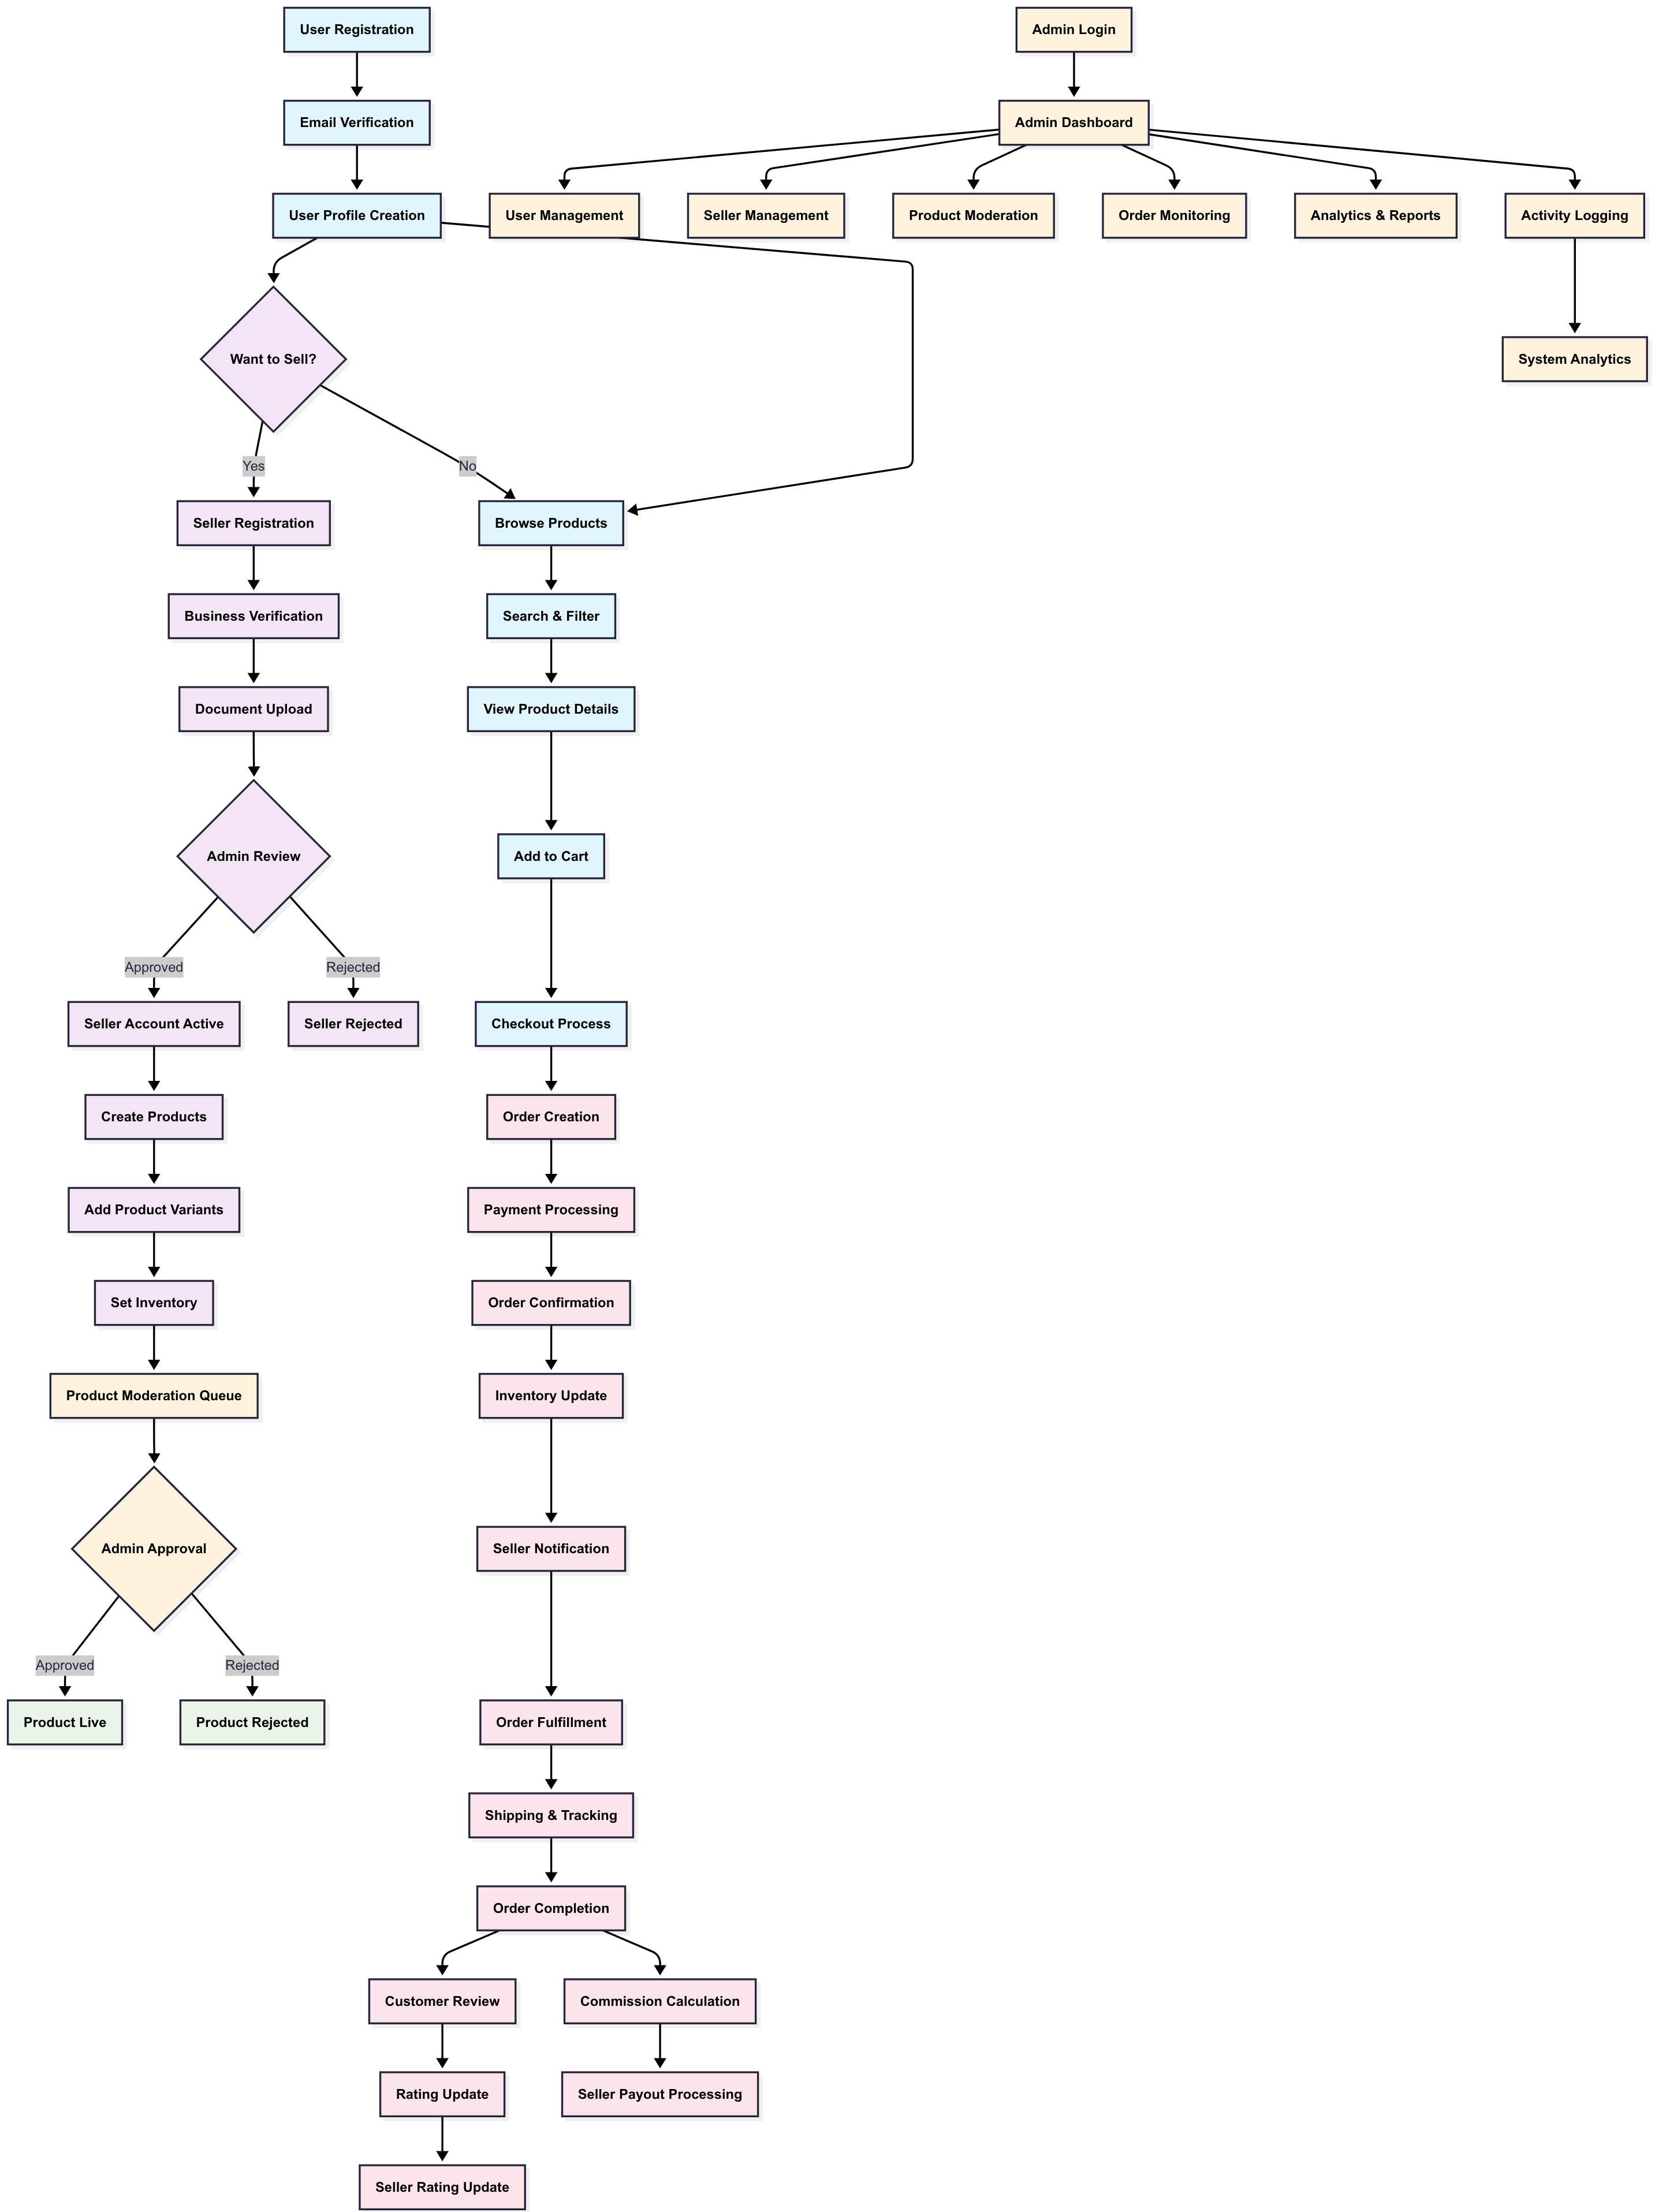 User Registration
Admin Login
Email Verification
Admin Dashboard
User Profile Creation
User Management
Seller Management
Product Moderation
Order Monitoring
Analytics & Reports
Activity Logging
Want to Sell?
System Analytics
Yes
No
Seller Registration
Browse Products
Business Verification
Search & Filter
Document Upload
View Product Details
Admin Review
Add to Cart
Approved
Rejected
Seller Account Active
Seller Rejected
Checkout Process
Create Products
Order Creation
Add Product Variants
Payment Processing
Set Inventory
Order Confirmation
Product Moderation Queue
Inventory Update
Admin Approval
Seller Notification
Approved
Rejected
Product Live
Product Rejected
Order Fulfillment
Shipping & Tracking
Order Completion
Customer Review
Commission Calculation
Rating Update
Seller Payout Processing
Seller Rating Update